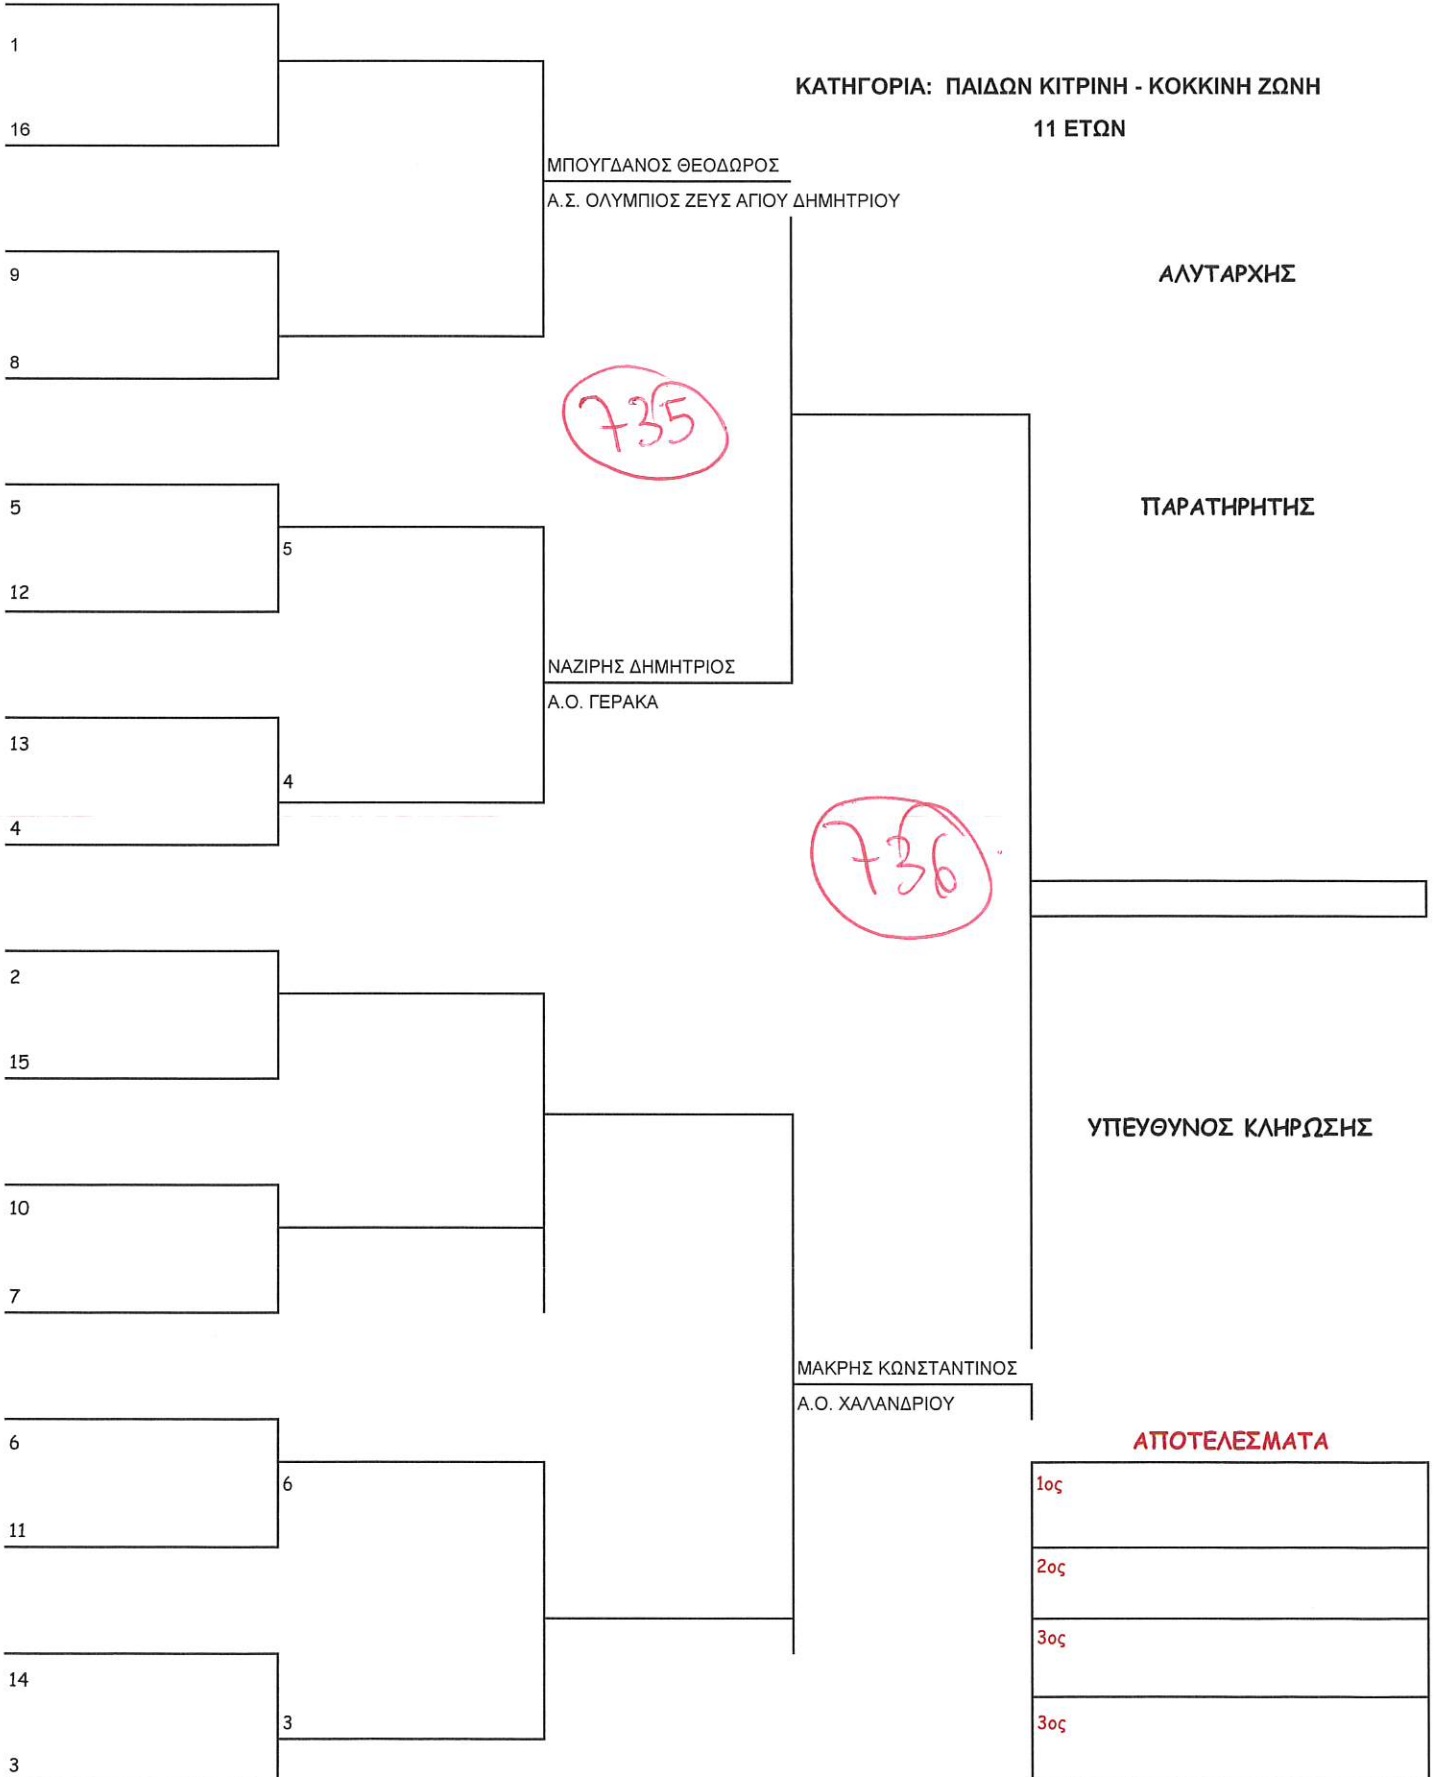 1
ΚΑΤΗΓΟΡΙΑ: ΠΑΙΔΩΝ ΚΙΤΡΙΝΗ - ΚΟΚΚΙΝΗ ΖΩΝΗ
16
11 ΕΤΩΝ
ΜΠΟΥΓΔΑΝΟΣ ΘΕΟΔΩΡΟΣ
Α.Σ. ΟΛΥΜΠΙΟΣ ΖΕΥΣ ΑΓΙΟΥ ΔΗΜΗΤΡΙΟΥ
9
ΑΛΥΤΑΡΧΗΣ
8
735
5
ΠΑΡΑΤΗΡΗΤΗΣ
5
12
ΝΑΖΙΡΗΣ ΔΗΜΗΤΡΙΟΣ
Α.Ο. ΓΕΡΑΚΑ
13
4
4
736
2
15
ΥΠΕΥΘΥΝΟΣ ΚΛΗΡΩΣΗΣ
10
7
ΜΑΚΡΗΣ ΚΩΝΣΤΑΝΤΙΝΟΣ
Α.Ο. ΧΑΛΑΝΔΡΙΟΥ
6
ΑΠΟΤΕΛΕΣΜΑΤΑ
6
1ος
11
2ος
3ος
14
3
3ος
3